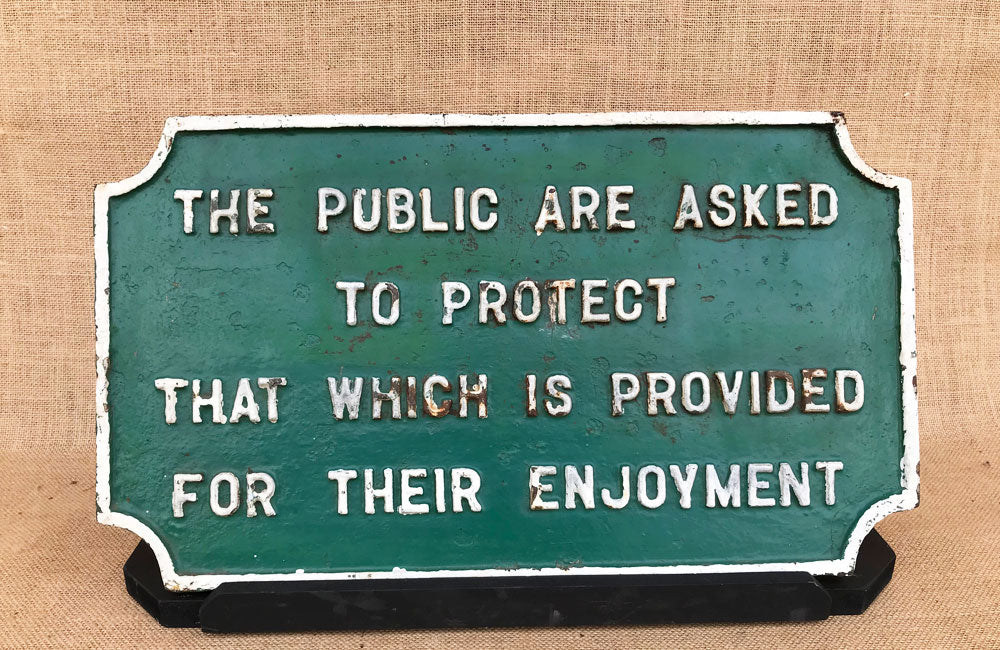 THE PUBLIC ARE ASKED
TO PROTECT
THAT WHICH IS PROVIDED
FOR THEIR ENJOYMENT